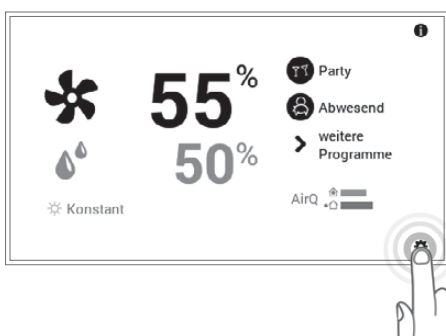 55%
50%
Konstant
Party
Abwesend
weitere
Programme
AirQ